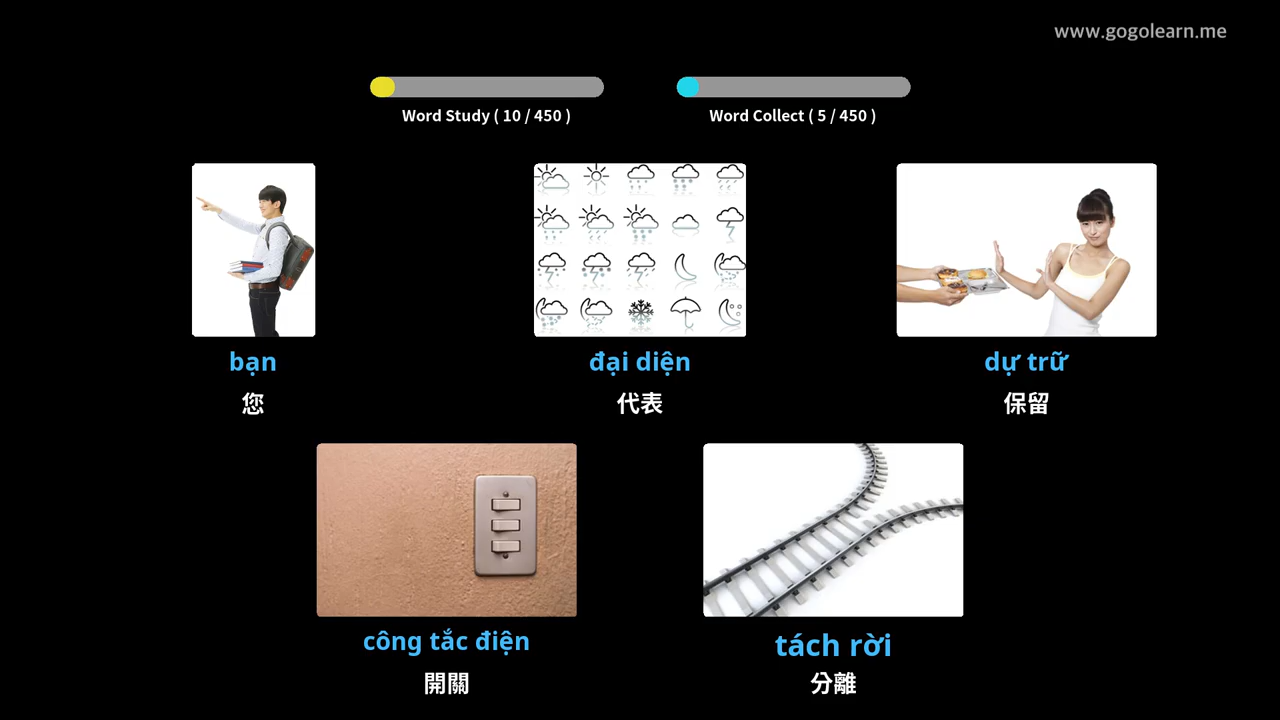 www.gogolearn.me
Word Study ( 10 / 450 )
Word Collect ( 5 / 450 )
bạn
您
đại diện
代表
dự trữ
保留
công tắc điện
開關
tách rời
分離